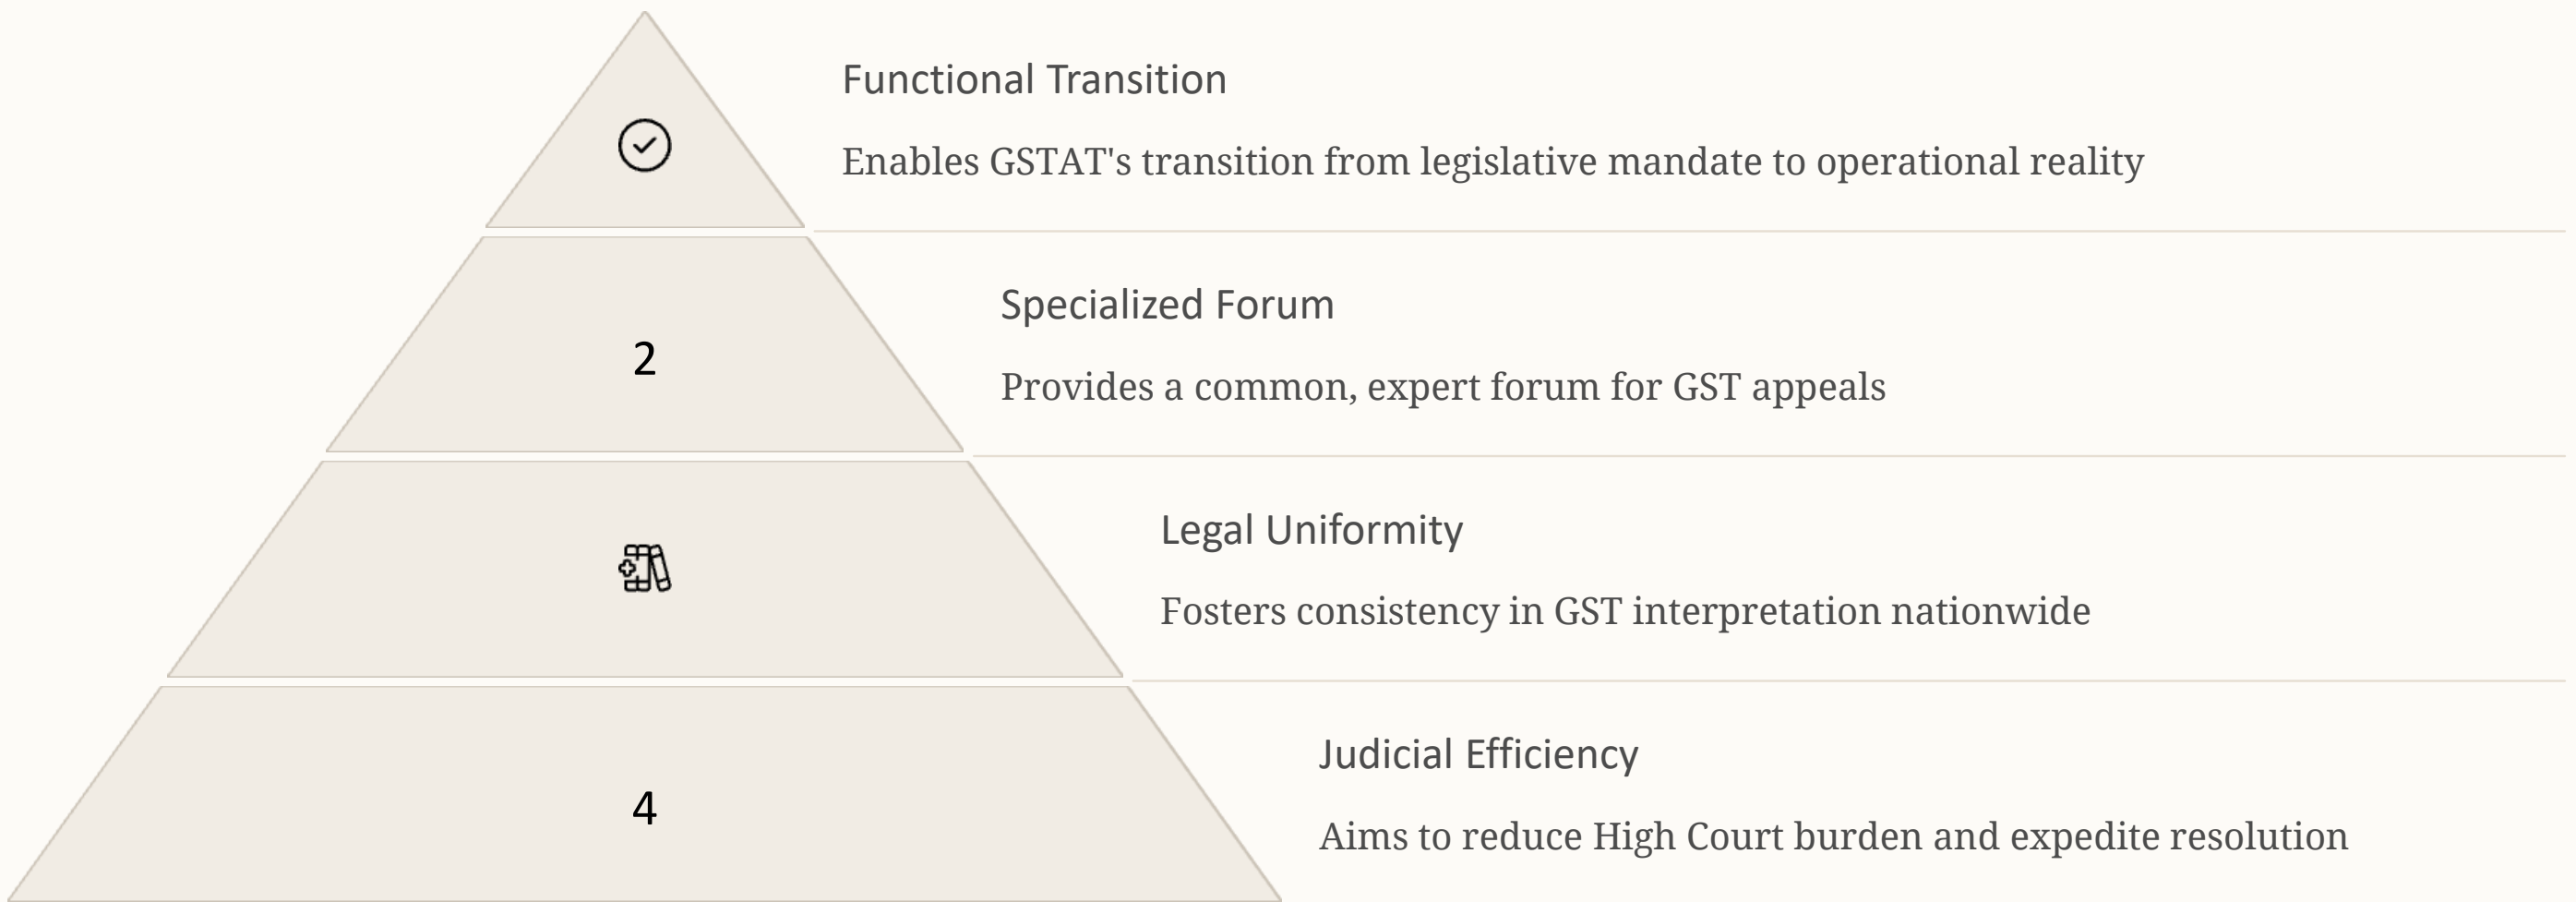 Functional Transition
Enables GSTAT's transition from legislative mandate to operational reality
2
Specialized Forum
Provides a common, expert forum for GST appeals
Legal Uniformity
Fosters consistency in GST interpretation nationwide
4
Judicial Efficiency
Aims to reduce High Court burden and expedite resolution